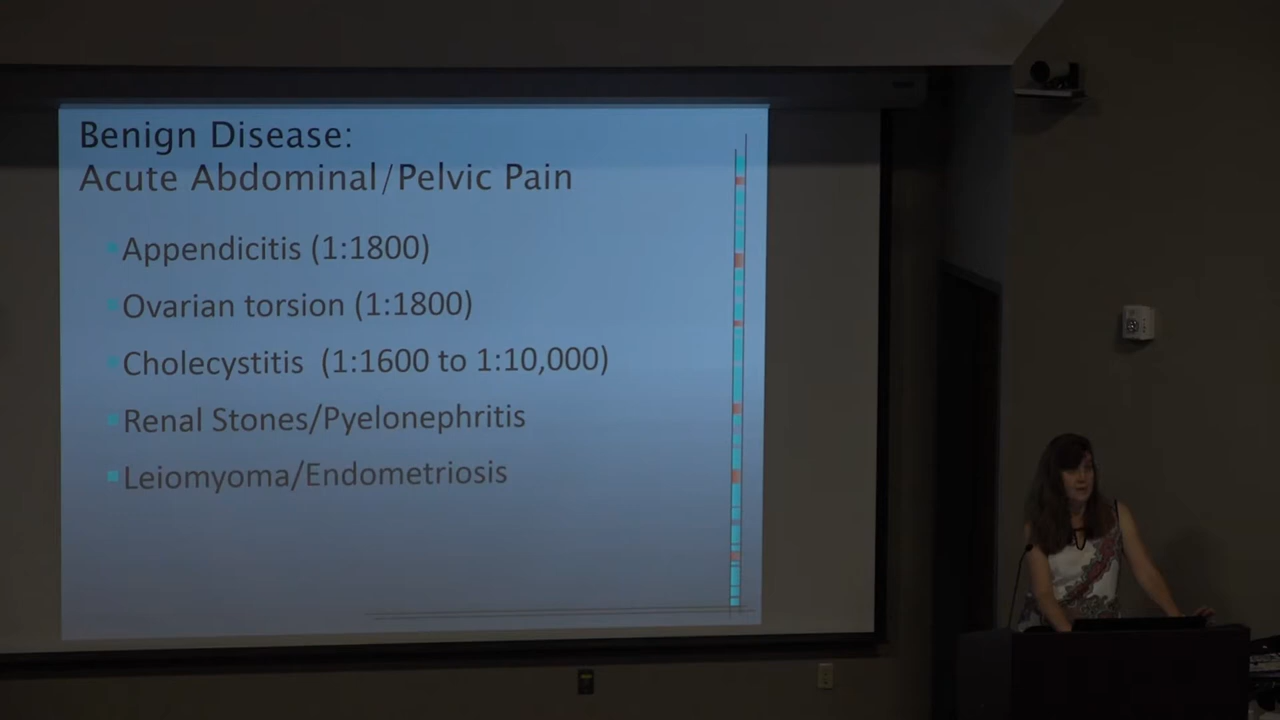 Benign Disease:
Acute Abdominal/Pelvic Pain
Appendicitis (1:1800)
Ovarian torsion (1:1800)
Cholecystitis (1:1600 to 1:10,000)
Renal Stones/Pyelonephritis
Leiomyoma/Endometriosis